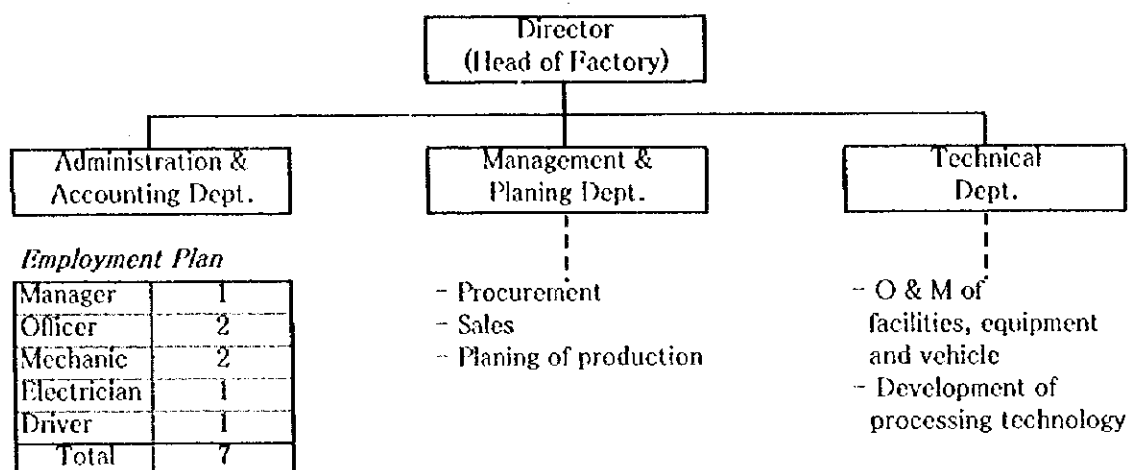 Director
(Head of Factory)
Administration &
Accounting Dept.
Management &
Planing Dept.
Technical
Dept.
Employment Plan
Manager 1
Officer 2
Mechanic 2
Electrician 1
Driver 1
Total 7
- Procurement
- Sales
- Planing of production
- O & M of
facilities, equipment
and vehicle
- Development of
processing technology